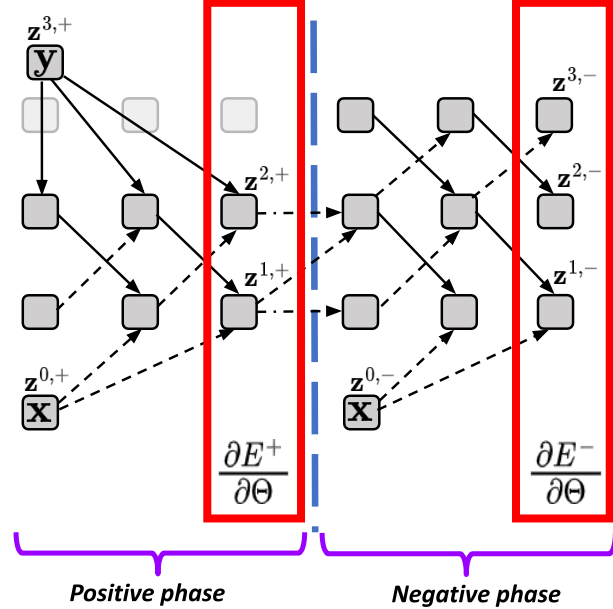 z^{3,+}
y
z^{3,-}
z^{2,+}
z^{2,-}
z^{1,+}
z^{1,-}
z^{0,+}
z^{0,-}
x
x
∂E^+/∂Θ
∂E^-/∂Θ
Positive phase
Negative phase